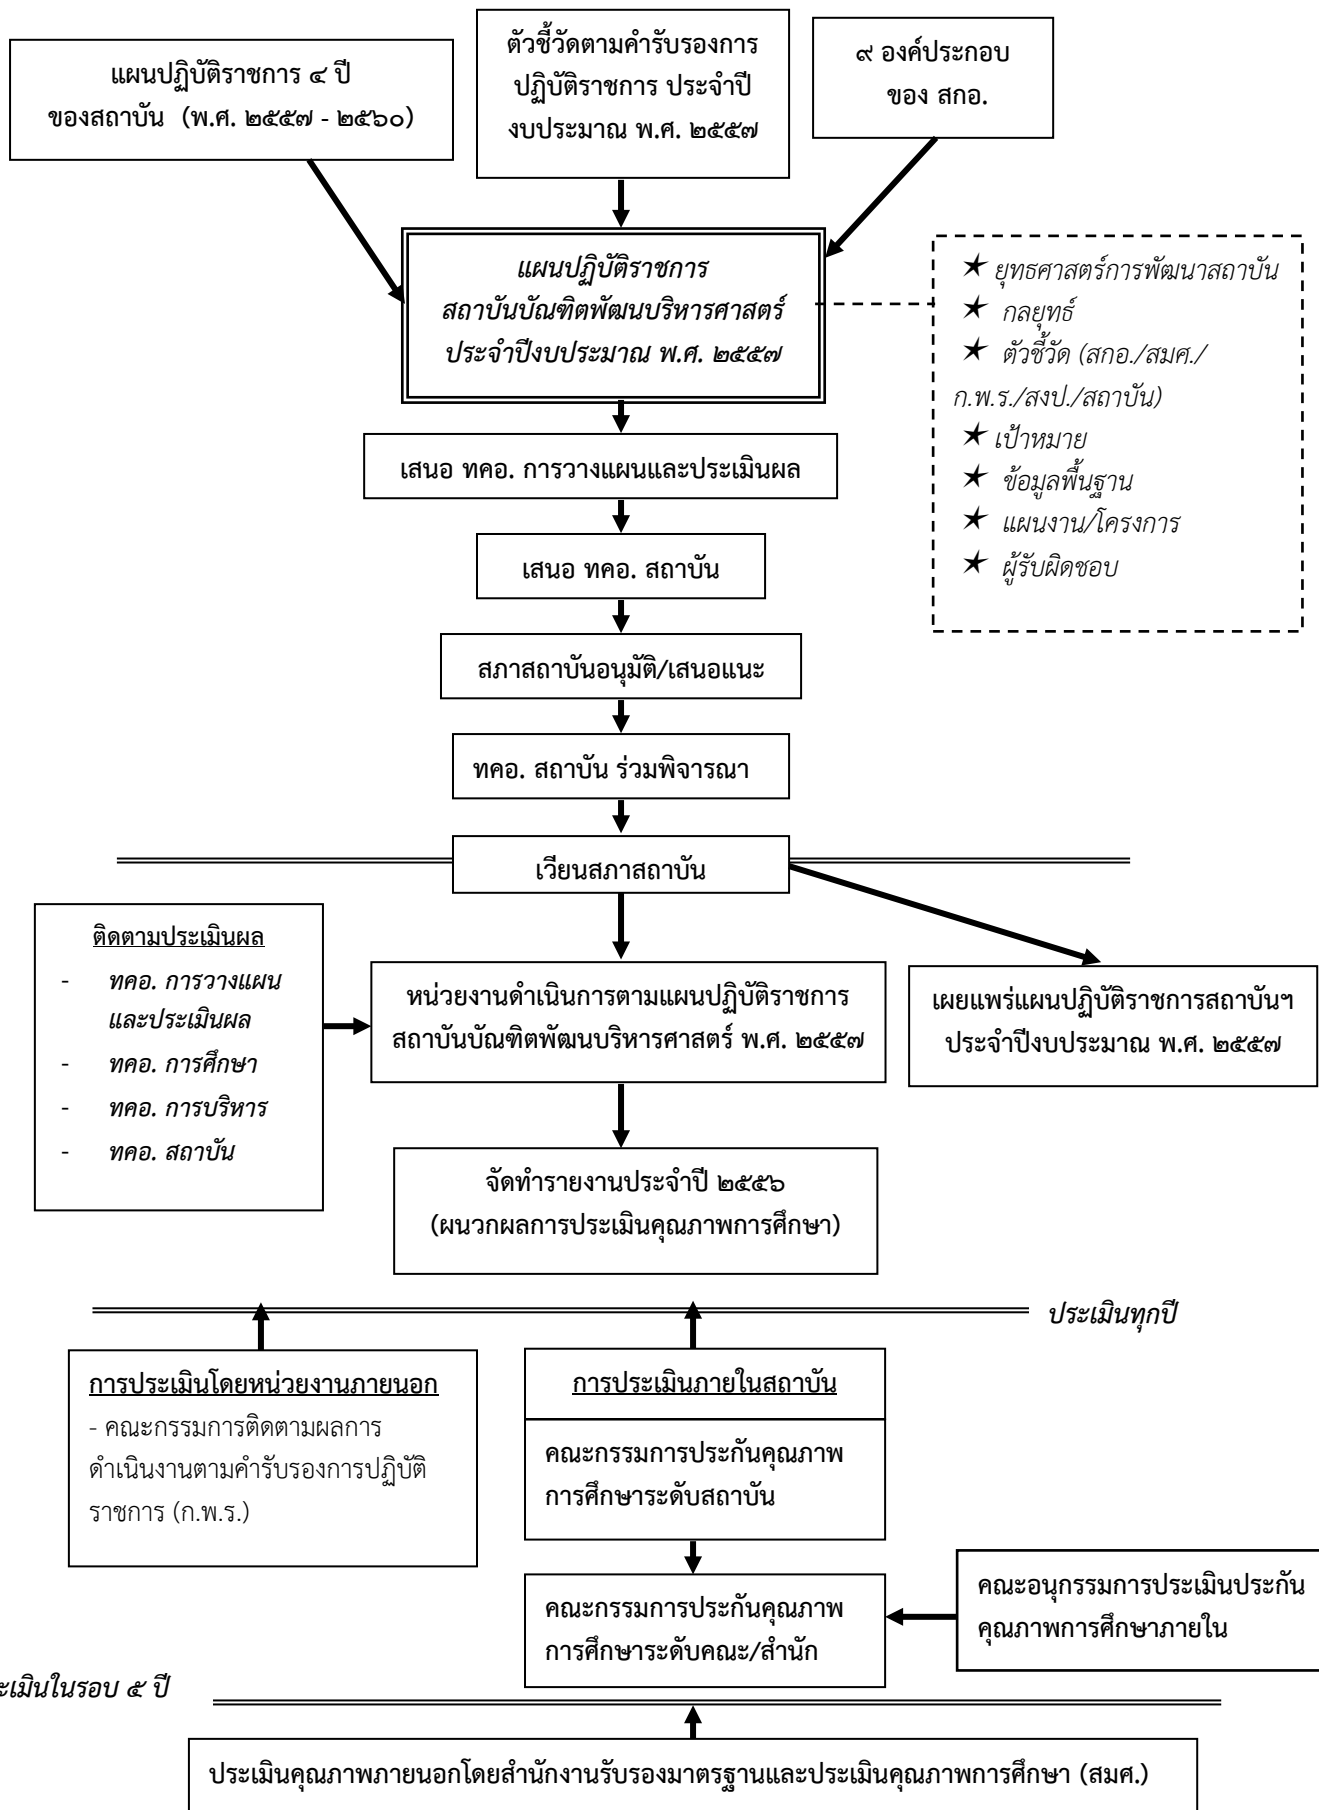 แผนปฏิบัติราชการ ๔ ปี
ของสถาบัน (พ.ศ. ๒๕๕๗ - ๒๕๖๐)
ตัวชี้วัดตามคำรับรองการ
ปฏิบัติราชการ ประจำปี
งบประมาณ พ.ศ. ๒๕๕๗
๙ องค์ประกอบ
ของ สกอ.
แผนปฏิบัติราชการ
สถาบันบัณฑิตพัฒนบริหารศาสตร์
ประจำปีงบประมาณ พ.ศ. ๒๕๕๗
ยุทธศาสตร์การพัฒนาสถาบัน
กลยุทธ์
ตัวชี้วัด (สกอ./สมศ./
ก.พ.ร./สงป./สถาบัน)
เป้าหมาย
ข้อมูลพื้นฐาน
แผนงาน/โครงการ
ผู้รับผิดชอบ
เสนอ ทคอ. การวางแผนและประเมินผล
เสนอ ทคอ. สถาบัน
สภาสถาบันอนุมัติ/เสนอแนะ
ทคอ. สถาบัน ร่วมพิจารณา
เวียนสภาสถาบัน
ติดตามประเมินผล
- ทคอ. การวางแผน
และประเมินผล
- ทคอ. การศึกษา
- ทคอ. การบริหาร
- ทคอ. สถาบัน
หน่วยงานดำเนินการตามแผนปฏิบัติราชการ
สถาบันบัณฑิตพัฒนบริหารศาสตร์ พ.ศ. ๒๕๕๗
เผยแพร่แผนปฏิบัติราชการสถาบันฯ
ประจำปีงบประมาณ พ.ศ. ๒๕๕๗
จัดทำรายงานประจำปี ๒๕๕๖
(ผนวกผลการประเมินคุณภาพการศึกษา)
ประเมินทุกปี
การประเมินโดยหน่วยงานภายนอก
- คณะกรรมการติดตามผลการ
ดำเนินงานตามคำรับรองการปฏิบัติ
ราชการ (ก.พ.ร.)
การประเมินภายในสถาบัน
คณะกรรมการประกันคุณภาพ
การศึกษาระดับสถาบัน
คณะกรรมการประกันคุณภาพ
การศึกษาระดับคณะ/สำนัก
คณะอนุกรรมการประเมินประกัน
คุณภาพการศึกษาภายใน
ะเมินในรอบ ๕ ปี
ประเมินคุณภาพภายนอกโดยสำนักงานรับรองมาตรฐานและประเมินคุณภาพการศึกษา (สมศ.)